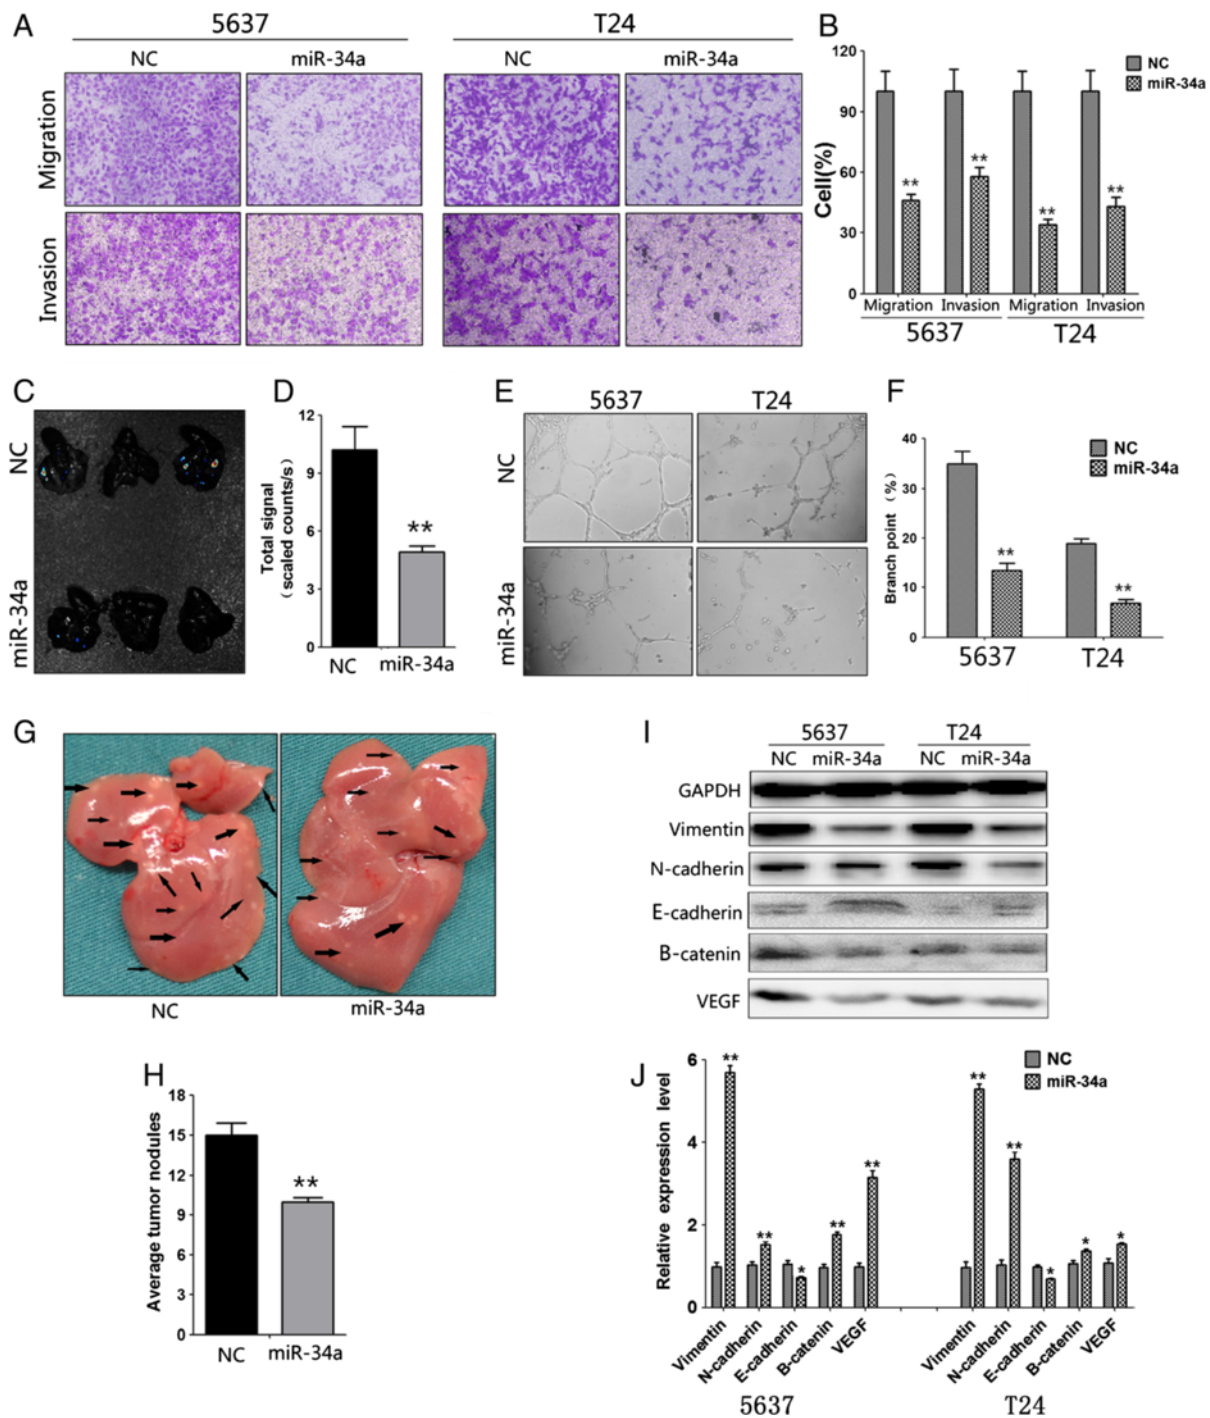 A
5637
T24
NC
miR-34a
NC
miR-34a
Migration
Invasion
B
120
90
60
30
0
Cell(%)
NC
miR-34a
**
**
**
**
Migration
Invasion
Migration
Invasion
5637
T24
C
NC
miR-34a
D
12
9
6
3
0
Total signal
(scaled counts/s)
**
NC
miR-34a
E
5637
T24
NC
miR-34a
F
40
30
20
10
0
Branch point (%)
NC
miR-34a
**
**
5637
T24
G
NC
miR-34a
H
18
15
12
9
6
3
0
Average tumor nodules
**
NC
miR-34a
I
5637
T24
NC
miR-34a
NC
miR-34a
GAPDH
Vimentin
N-cadherin
E-cadherin
B-catenin
VEGF
J
6
4
2
0
Relative expression level
NC
miR-34a
**
**
*
**
**
**
**
*
*
*
Vimentin
N-cadherin
E-cadherin
B-catenin
VEGF
Vimentin
N-cadherin
E-cadherin
B-catenin
VEGF
5637
T24